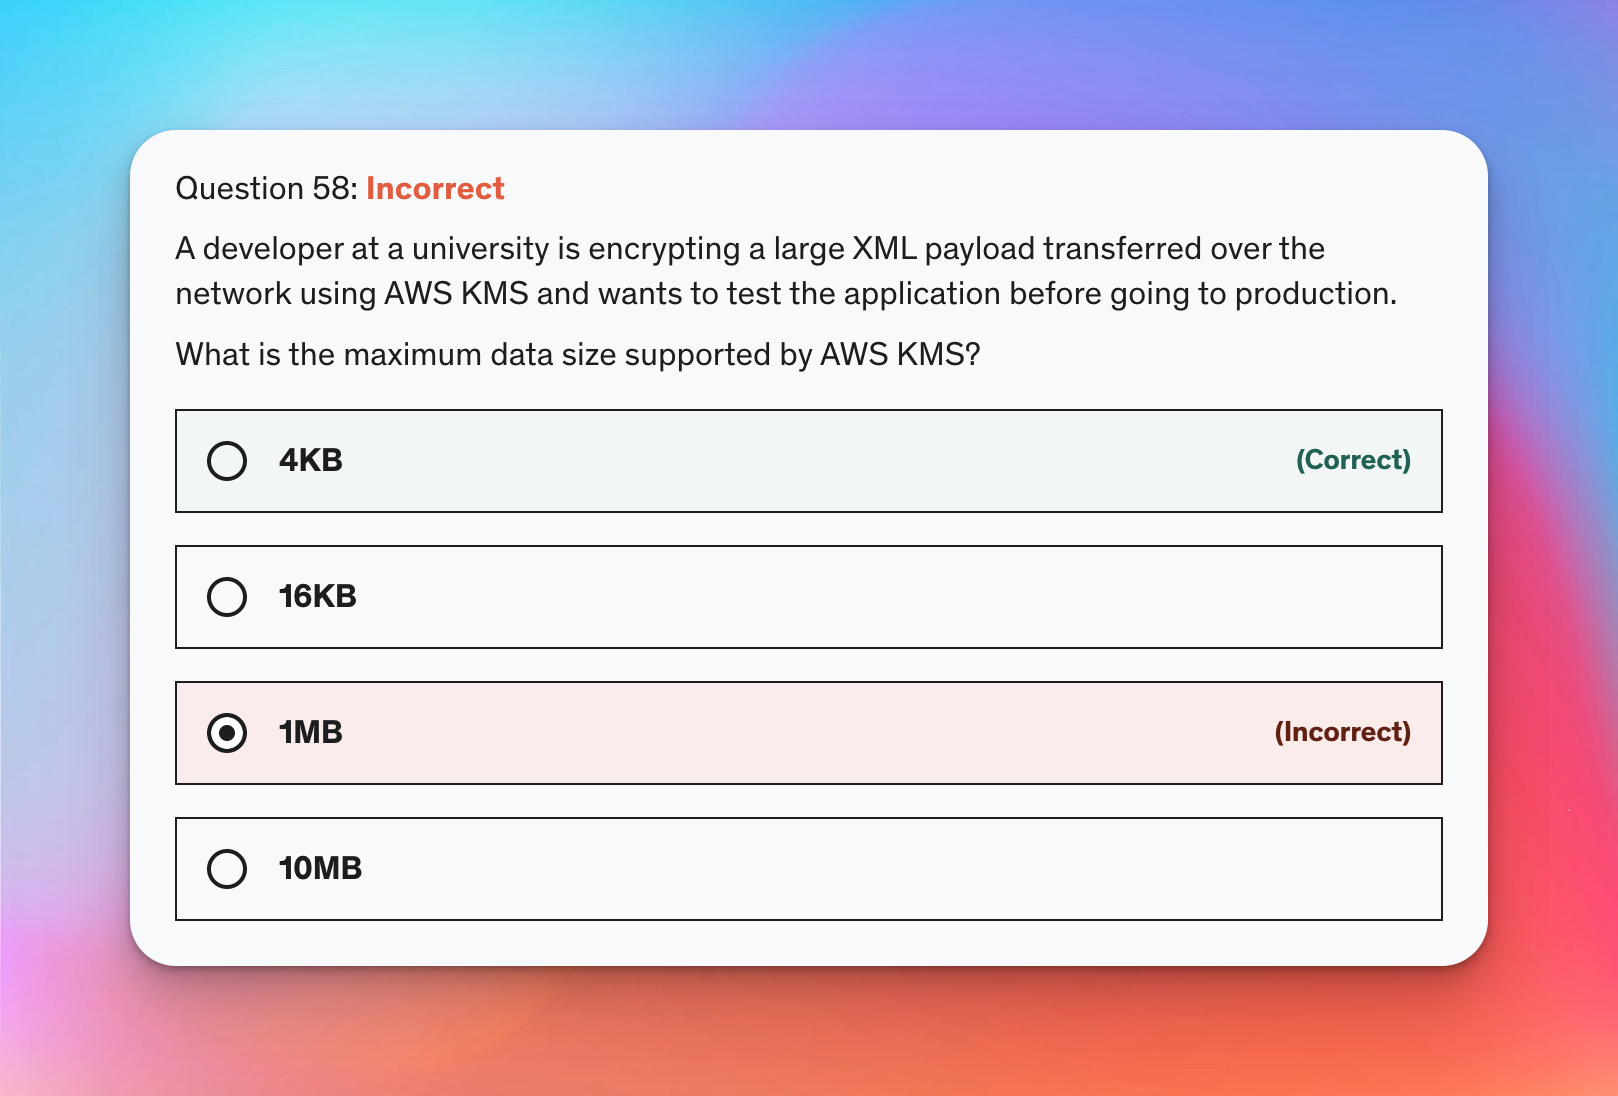 Question 58: Incorrect
A developer at a university is encrypting a large XML payload transferred over the
network using AWS KMS and wants to test the application before going to production.
What is the maximum data size supported by AWS KMS?
4KB (Correct)
16KB
1MB (Incorrect)
10MB